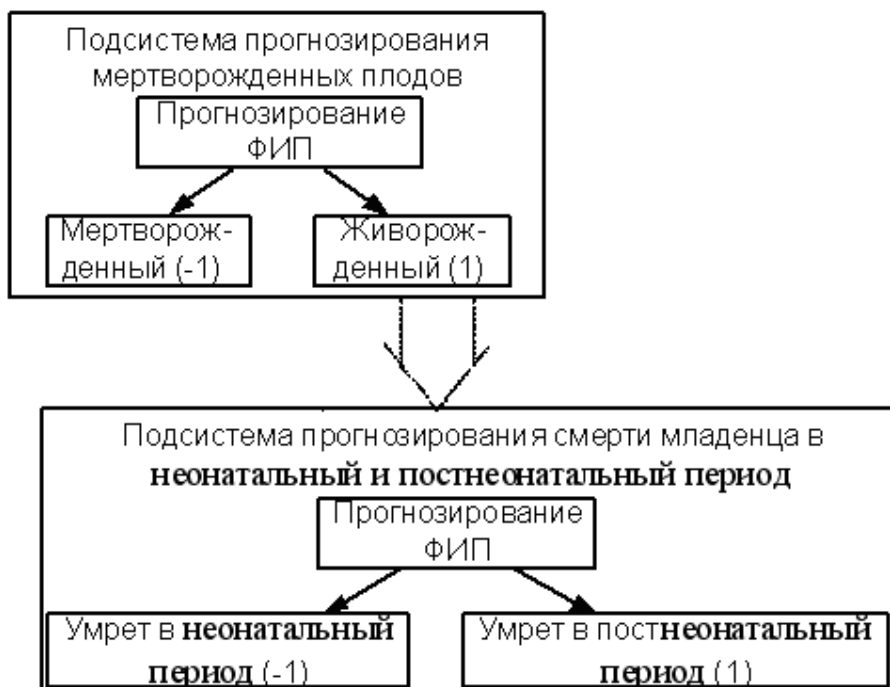 Подсистема прогнозирования
мертворожденных плодов
Прогнозирование
ФИП
Мертворож-
денный (-1)
Живорож-
денный (1)
Подсистема прогнозирования смерти младенца в
неонатальный и постнеонатальный период
Прогнозирование
ФИП
Умрет в неонатальный
период (-1)
Умрет в постнеонатальный
период (1)